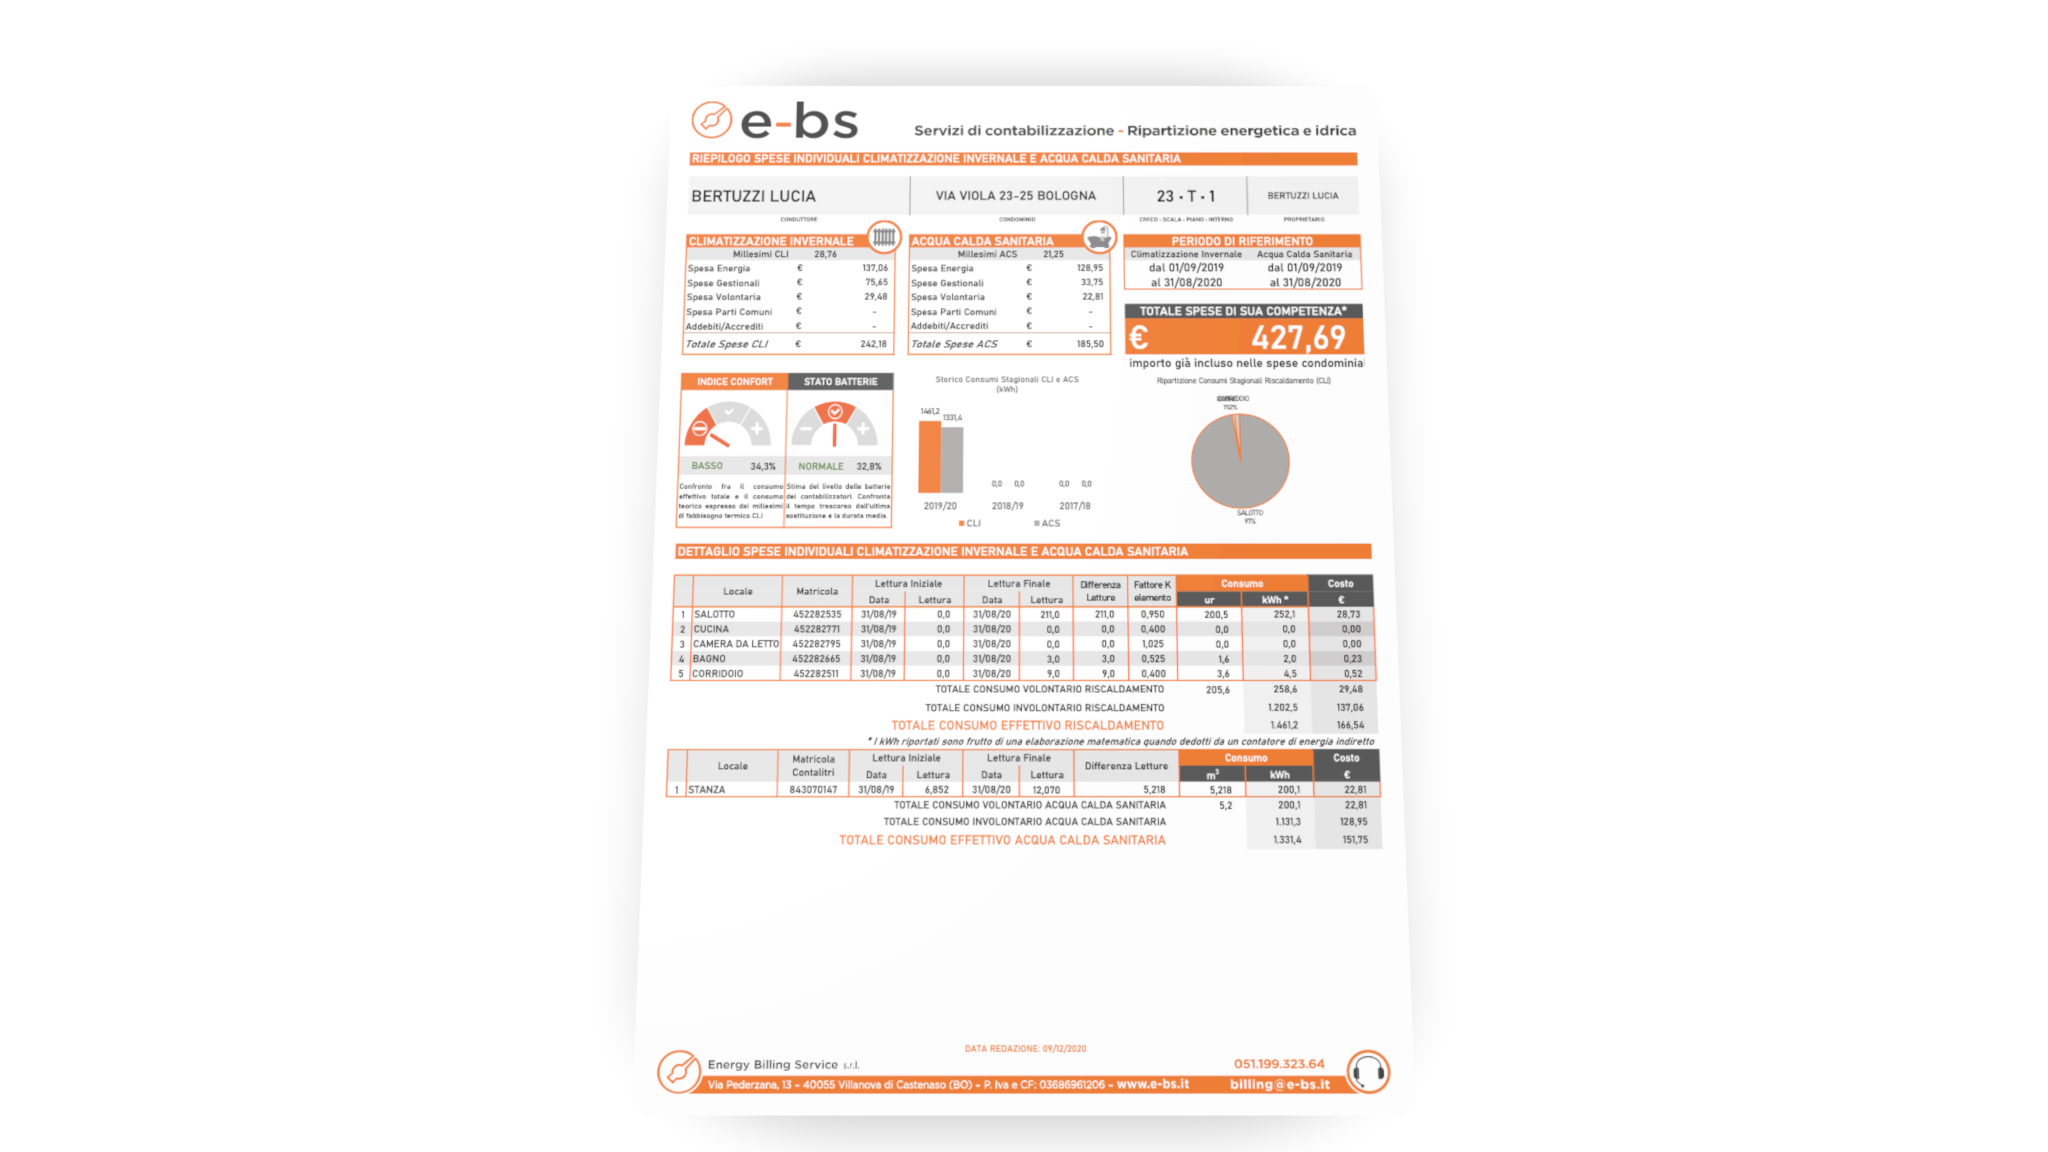 e-bs
Servizi di contabilizzazione - Ripartizione energetica e idrica
RIEPILOGO SPESE INDIVIDUALI CLIMATIZZAZIONE INVERNALE E ACQUA CALDA SANITARIA
BERTUZZI LUCIA VIA VIOLA 23-25 BOLOGNA 23 · T · 1 BERTUZZI LUCIA
CONDUTTORE CONDOMINIO CIVICO - SCALA - PIANO - INTERNO PROPRIETARIO
CLIMATIZZAZIONE INVERNALE
Millesimi CLI 28,76
Spesa Energia € 137,06
Spese Gestionali € 75,65
Spesa Volontaria € 29,48
Spesa Parti Comuni € -
Addebiti/Accrediti € -
Totale Spese CLI € 242,18
ACQUA CALDA SANITARIA
Millesimi ACS 21,25
Spesa Energia € 128,95
Spese Gestionali € 33,75
Spesa Volontaria € 22,81
Spesa Parti Comuni € -
Addebiti/Accrediti € -
Totale Spese ACS € 185,50
PERIODO DI RIFERIMENTO
Climatizzazione Invernale Acqua Calda Sanitaria
dal 01/09/2019 dal 01/09/2019
al 31/08/2020 al 31/08/2020
TOTALE SPESE DI SUA COMPETENZA*
€ 427,69
importo già incluso nelle spese condominial
INDICE CONFORT
BASSO 34,3%
Confronto fra il consumo
effettivo totale e il consumo
teorico espresso dai millesimi
di fabbisogno termico CLI
STATO BATTERIE
NORMALE 32,8%
Stima del livello delle batterie
dei contabilizzatori. Confronta
il tempo trascorso dall'ultima
sostituzione e la durata media.
Storico Consumi Stagionali CLI e ACS
(kWh)
1461,2 1331,4
0,0 0,0 0,0 0,0
2019/20 2018/19 2017/18
CLI ACS
Ripartizione Consumi Stagionali Riscaldamento (CLI)
SALOTTO
97%
DETTAGLIO SPESE INDIVIDUALI CLIMATIZZAZIONE INVERNALE E ACQUA CALDA SANITARIA
Locale Matricola Lettura Iniziale Lettura Finale Differenza Letture Fattore K elemento Consumo Costo
Data Lettura Data Lettura ur kWh * €
1 SALOTTO 452282535 31/08/19 0,0 31/08/20 211,0 211,0 0,950 200,5 252,1 28,73
2 CUCINA 452282771 31/08/19 0,0 31/08/20 0,0 0,0 0,400 0,0 0,0 0,00
3 CAMERA DA LETTO 452282795 31/08/19 0,0 31/08/20 0,0 0,0 1,025 0,0 0,0 0,00
4 BAGNO 452282665 31/08/19 0,0 31/08/20 3,0 3,0 0,525 1,6 2,0 0,23
5 CORRIDOIO 452282511 31/08/19 0,0 31/08/20 9,0 9,0 0,400 3,6 4,5 0,52
TOTALE CONSUMO VOLONTARIO RISCALDAMENTO 205,6 258,6 29,48
TOTALE CONSUMO INVOLONTARIO RISCALDAMENTO 1.202,5 137,06
TOTALE CONSUMO EFFETTIVO RISCALDAMENTO 1.461,2 166,54
* I kWh riportati sono frutto di una elaborazione matematica quando dedotti da un contatore di energia indiretto
Locale Matricola Contalitri Lettura Iniziale Lettura Finale Differenza Letture Consumo Costo
Data Lettura Data Lettura m³ kWh €
1 STANZA 843070147 31/08/19 6,852 31/08/20 12,070 5,218 5,218 200,1 22,81
TOTALE CONSUMO VOLONTARIO ACQUA CALDA SANITARIA 5,2 200,1 22,81
TOTALE CONSUMO INVOLONTARIO ACQUA CALDA SANITARIA 1.131,3 128,95
TOTALE CONSUMO EFFETTIVO ACQUA CALDA SANITARIA 1.331,4 151,75
DATA REDAZIONE: 09/12/2020
Energy Billing Service s.r.l. 051.199.323.64
Via Pederzana, 13 - 40055 Villanova di Castenaso (BO) - P. Iva e CF: 03686961206 - www.e-bs.it billing@e-bs.it